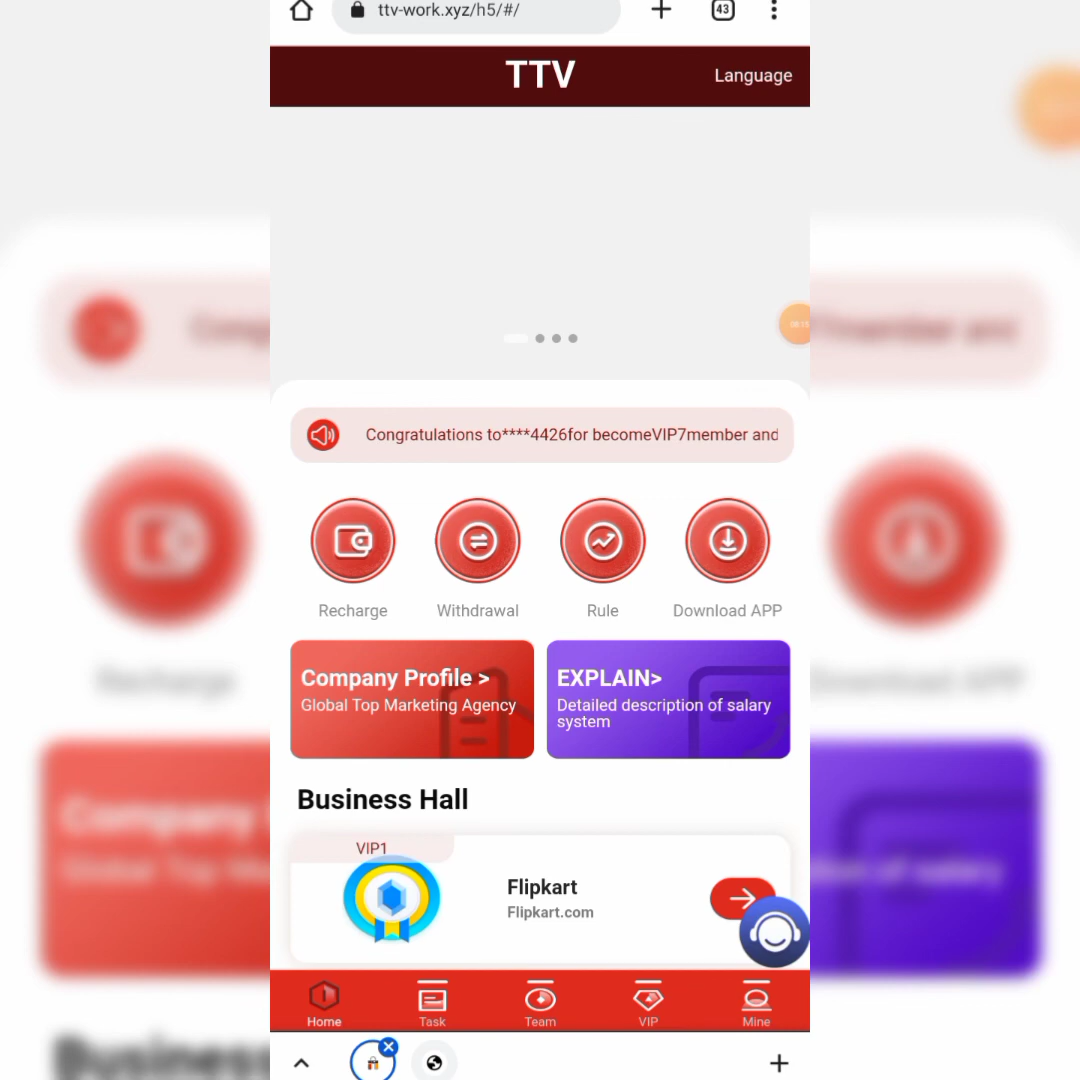 ttv-work.xyz/h5/#/
43
TTV
Language
Congratulations to****4426for becomeVIP7member and
Recharge
Withdrawal
Rule
Download APP
Company Profile >
Global Top Marketing Agency
EXPLAIN>
Detailed description of salary
system
Business Hall
VIP1
Flipkart
Flipkart.com
Home
Task
Team
VIP
Mine